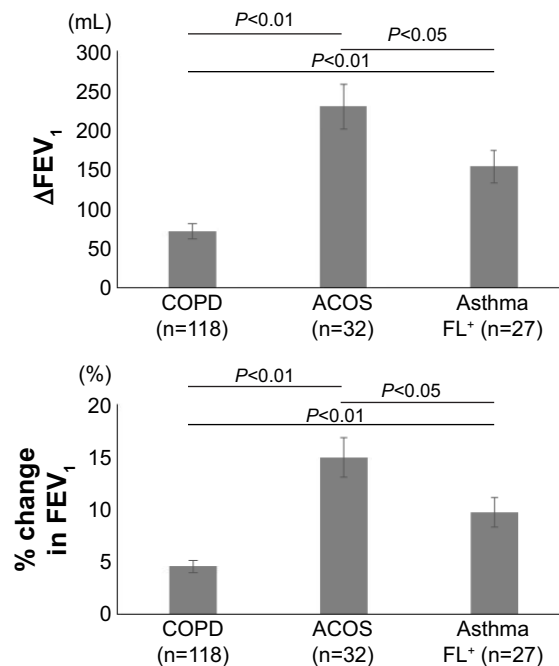 (mL)
P<0.01
P<0.05
P<0.01
300
250
200
150
100
50
0
ΔFEV₁
COPD
(n=118)
ACOS
(n=32)
Asthma
FL⁺ (n=27)
(%)
P<0.01
P<0.05
P<0.01
20
15
10
5
0
% change
in FEV₁
COPD
(n=118)
ACOS
(n=32)
Asthma
FL⁺ (n=27)